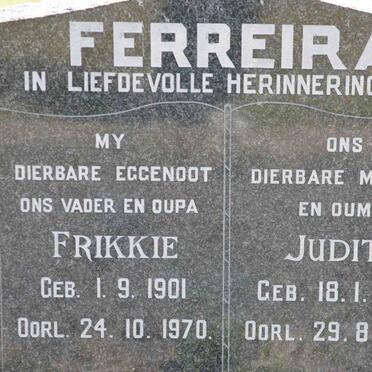 FERREIRA
IN LIEFDEVOLLE HERINNERING
MY
DIERBARE EGGENOOT
ONS VADER EN OUPA
FRIKKIE
GEB. 1. 9. 1901
OORL. 24. 10. 1970.
ONS
DIERBARE M
EN OUM
JUDIT
GEB. 18. 1.
OORL. 29. 8